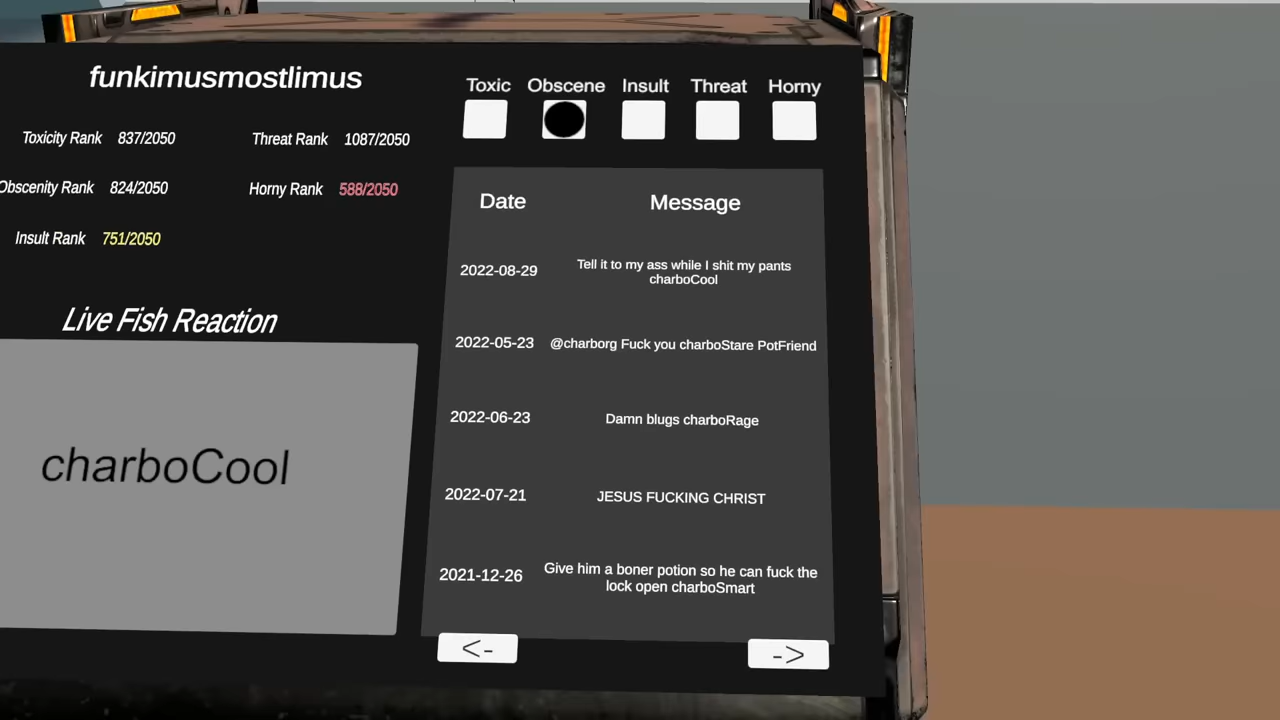 funkimusmostlimus
Toxicity Rank 837/2050
Threat Rank 1087/2050
Obscenity Rank 824/2050
Horny Rank 588/2050
Insult Rank 751/2050
Live Fish Reaction
charboCool
Toxic Obscene Insult Threat Horny
Date Message
2022-08-29 Tell it to my ass while I shit my pants
charboCool
2022-05-23 @charborg Fuck you charboStare PotFriend
2022-06-23 Damn blugs charboRage
2022-07-21 JESUS FUCKING CHRIST
2021-12-26 Give him a boner potion so he can fuck the
lock open charboSmart
<- ->